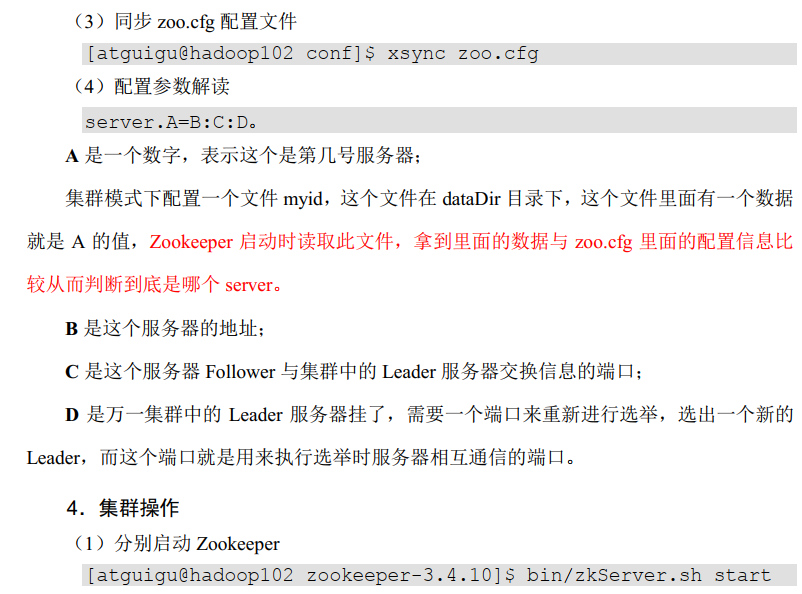 （3）同步 zoo.cfg 配置文件
[atguigu@hadoop102 conf]$ xsync zoo.cfg
（4）配置参数解读
server.A=B:C:D。
A 是一个数字，表示这个是第几号服务器；
集群模式下配置一个文件 myid，这个文件在 dataDir 目录下，这个文件里面有一个数据
就是 A 的值，Zookeeper 启动时读取此文件，拿到里面的数据与 zoo.cfg 里面的配置信息比
较从而判断到底是哪个 server。
B 是这个服务器的地址；
C 是这个服务器 Follower 与集群中的 Leader 服务器交换信息的端口；
D 是万一集群中的 Leader 服务器挂了，需要一个端口来重新进行选举，选出一个新的
Leader，而这个端口就是用来执行选举时服务器相互通信的端口。
4．集群操作
（1）分别启动 Zookeeper
[atguigu@hadoop102 zookeeper-3.4.10]$ bin/zkServer.sh start